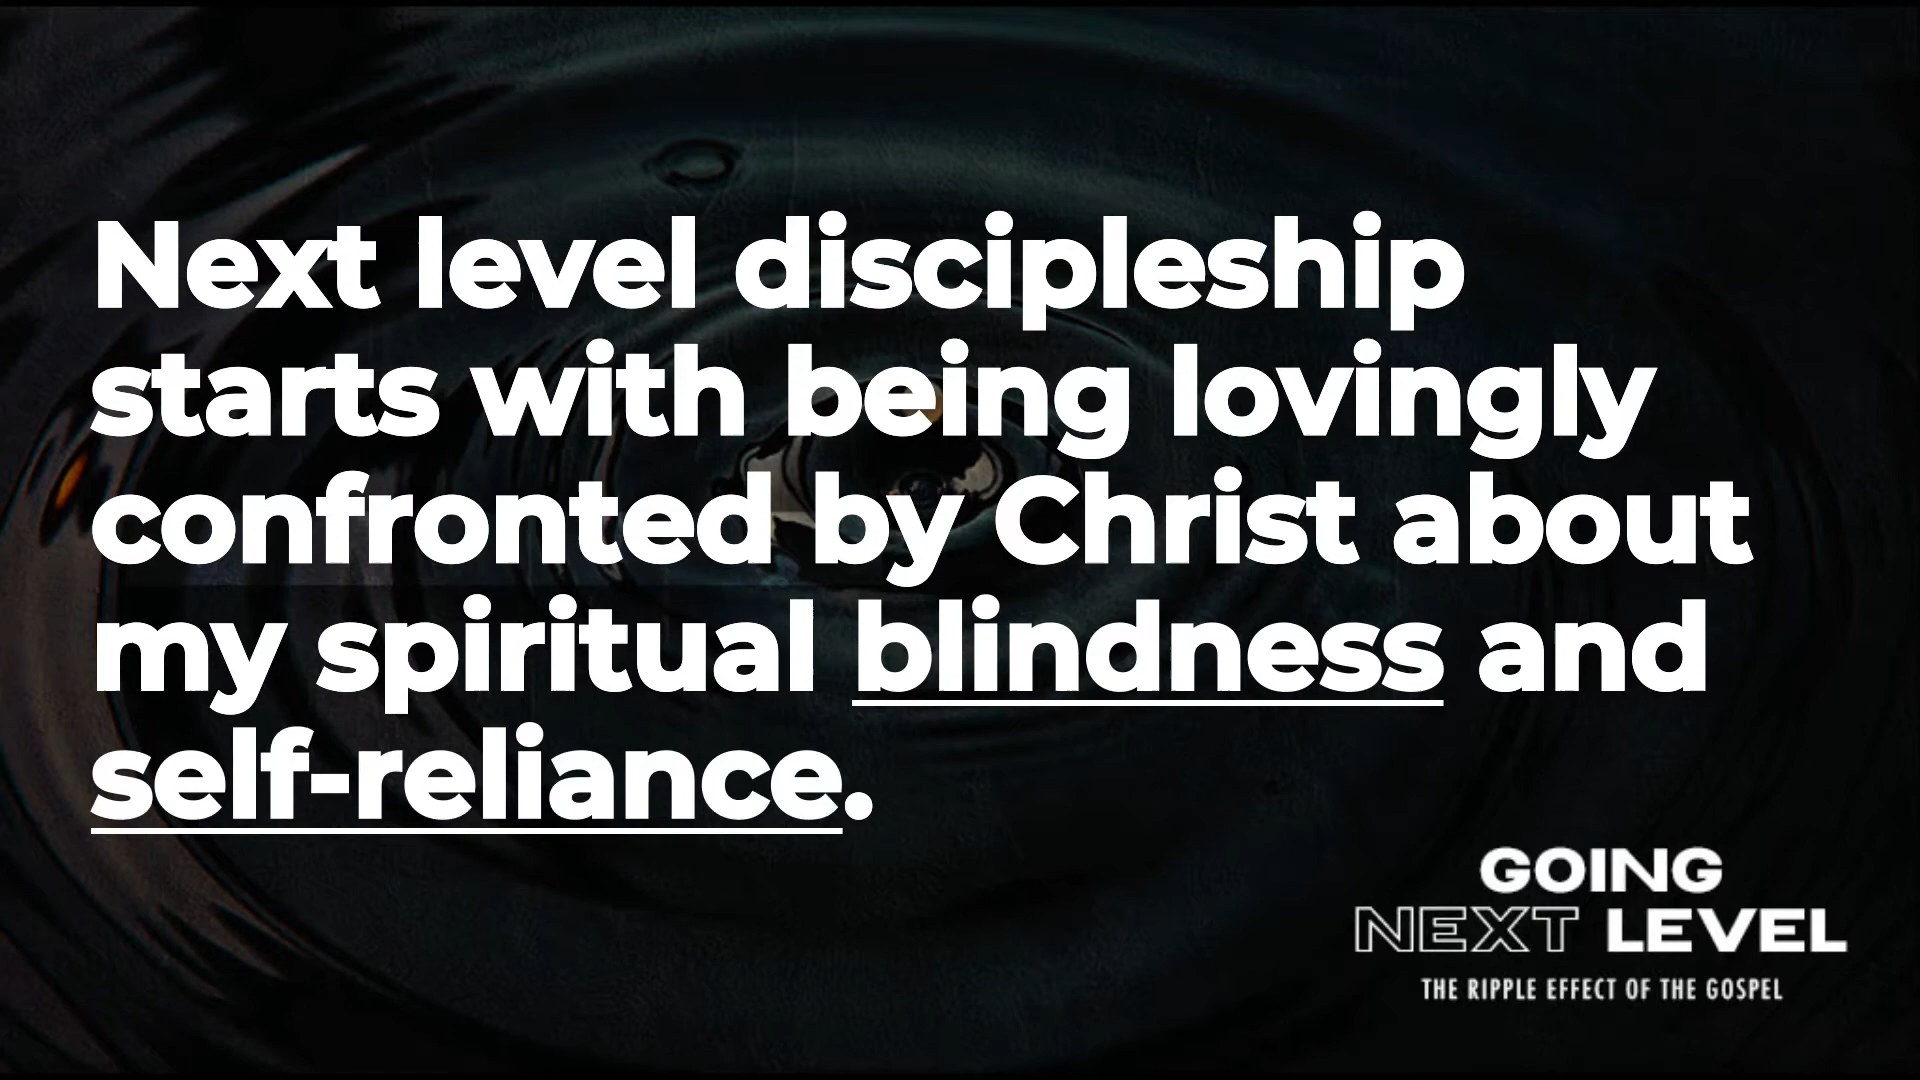 Next level discipleship
starts with being lovingly
confronted by Christ about
my spiritual blindness and
self-reliance.
GOING
NEXT LEVEL
THE RIPPLE EFFECT OF THE GOSPEL